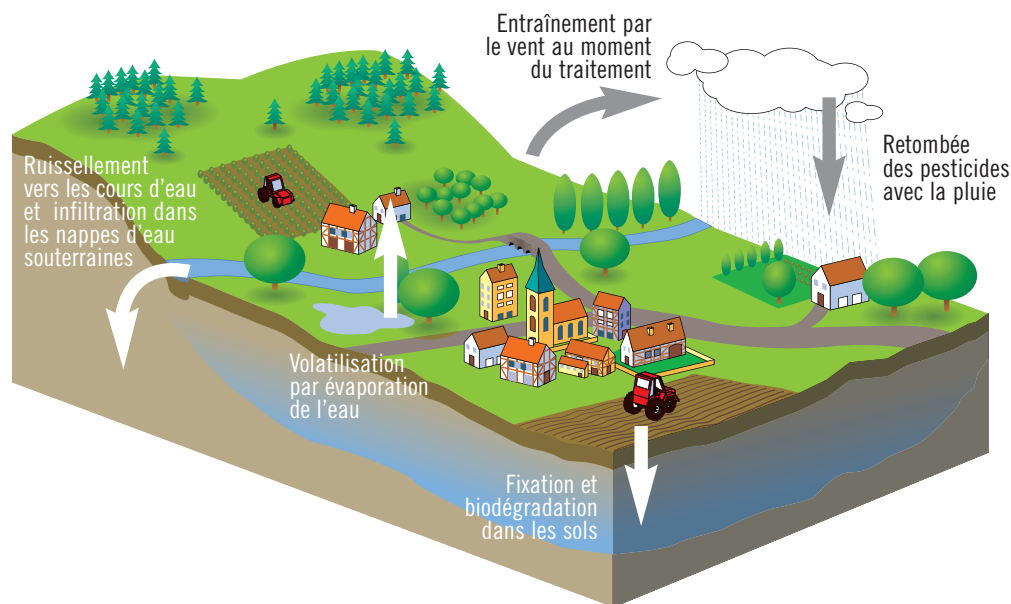 Entraînement par
le vent au moment
du traitement
Retombée
des pesticides
avec la pluie
Ruissellement
vers les cours d'eau
et infiltration dans
les nappes d'eau
souterraines
Volatilisation
par évaporation
de l'eau
Fixation et
biodégradation
dans les sols